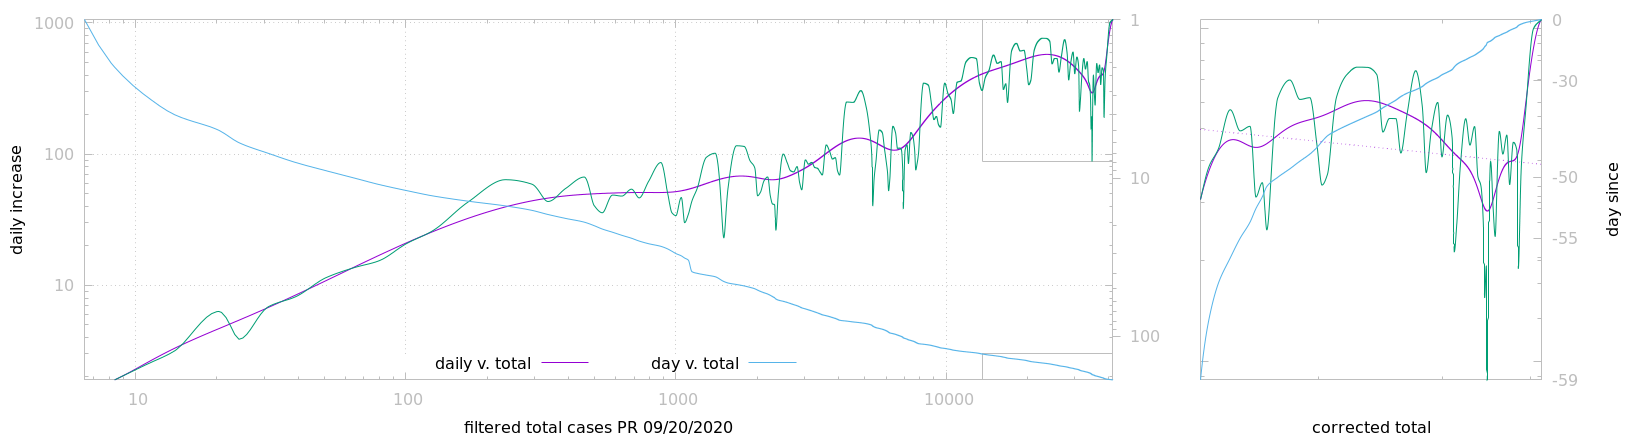 1000
100
10
daily increase
10
100
1000
10000
filtered total cases PR 09/20/2020
daily v. total
day v. total
1
10
100
0
-30
-50
-55
-59
day since
corrected total